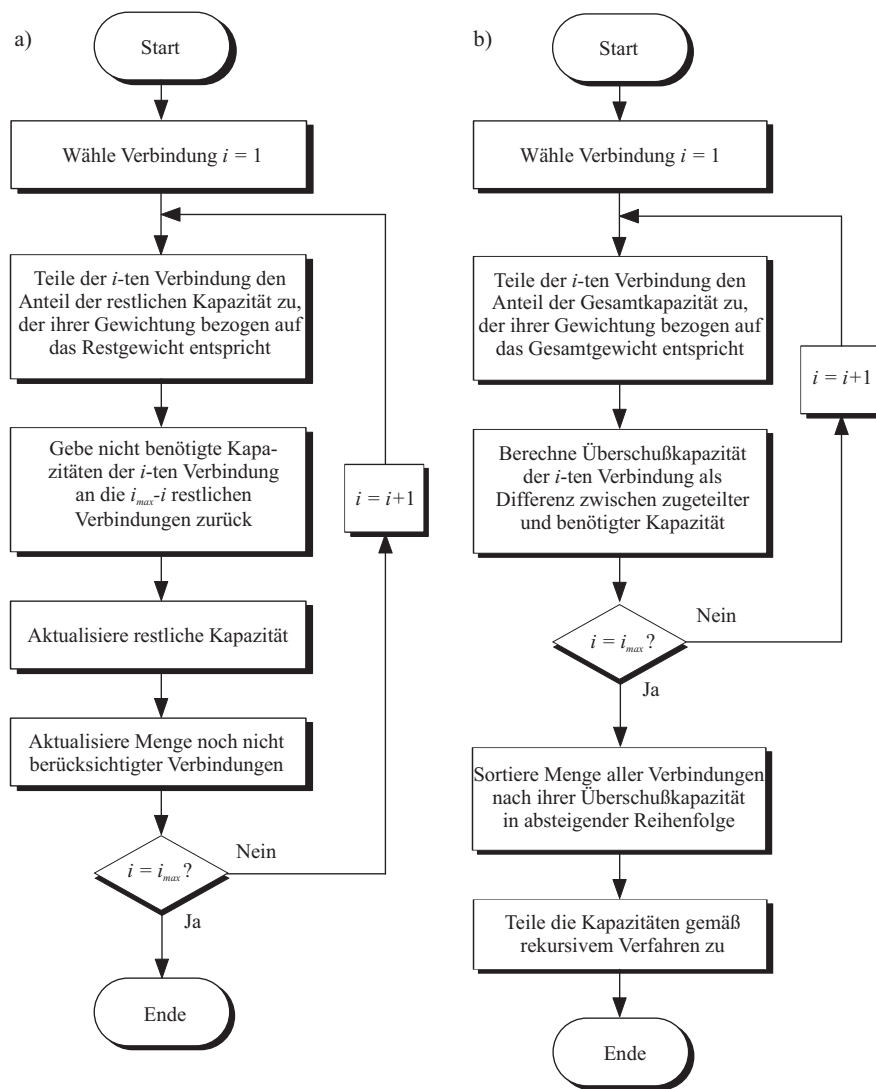 a)
Start
Wähle Verbindung i = 1
Teile der i-ten Verbindung den
Anteil der restlichen Kapazität zu,
der ihrer Gewichtung bezogen auf
das Restgewicht entspricht
Gebe nicht benötigte Kapa-
zitäten der i-ten Verbindung
an die imax-i restlichen
Verbindungen zurück
i = i+1
Aktualisiere restliche Kapazität
Aktualisiere Menge noch nicht
berücksichtigter Verbindungen
i = imax?
Nein
Ja
Ende
b)
Start
Wähle Verbindung i = 1
Teile der i-ten Verbindung den
Anteil der Gesamtkapazität zu,
der ihrer Gewichtung bezogen auf
das Gesamtgewicht entspricht
i = i+1
Berechne Überschußkapazität
der i-ten Verbindung als
Differenz zwischen zugeteilter
und benötigter Kapazität
i = imax?
Nein
Ja
Sortiere Menge aller Verbindungen
nach ihrer Überschußkapazität
in absteigender Reihenfolge
Teile die Kapazitäten gemäß
rekursivem Verfahren zu
Ende